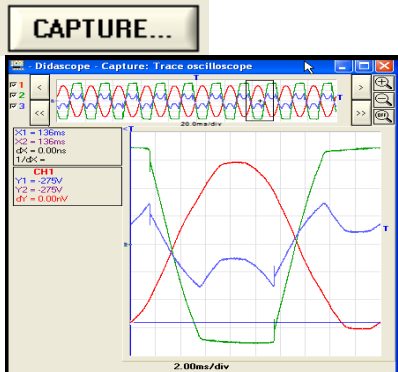 CAPTURE...
- Didascope - Capture: Trace oscilloscope
1
2
3
<
<<
T
T
>
>>
OFF
20.0ms/div
X1 = 136ms
X2 = 136ms
dX = 0.00ns
1/dX =
CH1
Y1 = -275V
Y2 = -275V
dY = 0.00nV
T
T
2.00ms/div